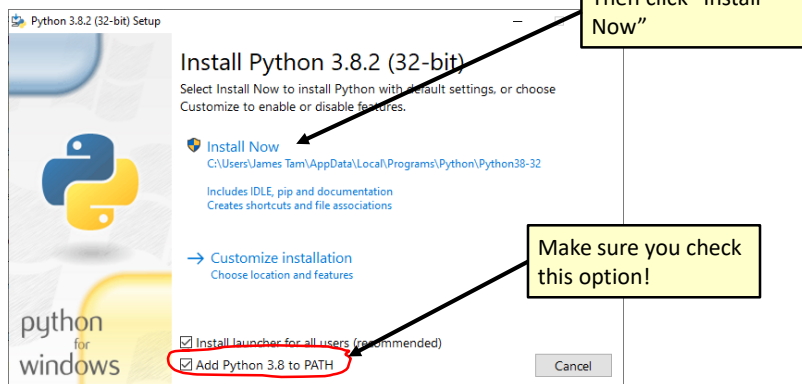 Python 3.8.2 (32-bit) Setup
Then click "Install
Now"
Install Python 3.8.2 (32-bit)
Select Install Now to install Python with default settings, or choose
Customize to enable or disable features.
Install Now
C:\Users\James Tam\AppData\Local\Programs\Python\Python38-32
Includes IDLE, pip and documentation
Creates shortcuts and file associations
Customize installation
Choose location and features
Make sure you check
this option!
python
for
windows
Install launcher for all users (recommended)
Add Python 3.8 to PATH
Cancel